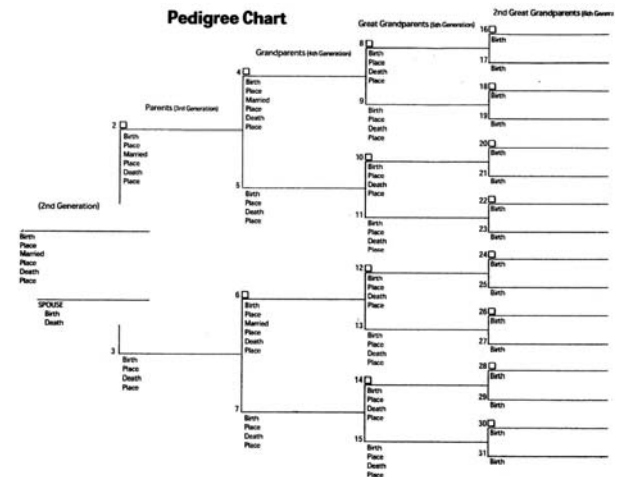 Pedigree Chart
2nd Great Grandparents (6th Gener
Great Grandparents (5th Generation)
Grandparents (4th Generation)
Parents (3rd Generation)
(2nd Generation)
Birth
Place
Married
Place
Death
Place
SPOUSE
Birth
Death
2
Birth
Place
Married
Place
Death
Place
3
Birth
Place
Death
Place
4
Birth
Place
Married
Place
Death
Place
5
Birth
Place
Death
Place
6
Birth
Place
Married
Place
Death
Place
7
Birth
Place
Death
Place
8
Birth
Place
Death
Place
9
Birth
Place
Death
Place
10
Birth
Place
Death
Place
11
Birth
Place
Death
Place
12
Birth
Place
Death
Place
13
Birth
Place
Death
Place
14
Birth
Place
Death
Place
15
Birth
Place
Death
Place
16
Birth
17
18
Birth
19
Birth
20
Birth
21
22
Birth
23
Birth
24
Birth
25
26
Birth
27
Birth
28
Birth
29
Birth
30
Birth
31
Birth